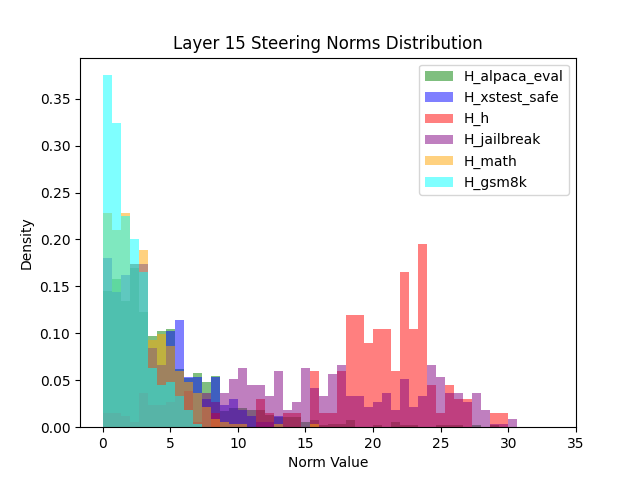 Layer 15 Steering Norms Distribution
H_alpaca_eval
H_xstest_safe
H_h
H_jailbreak
H_math
H_gsm8k
Density
0.35
0.30
0.25
0.20
0.15
0.10
0.05
0.00
0 5 10 15 20 25 30 35
Norm Value